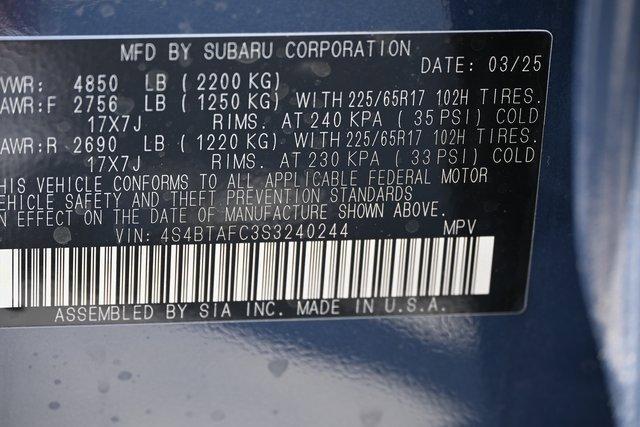 MFD BY SUBARU CORPORATION
DATE: 03/25
VWR: 4850 LB (2200 KG)
AWR:F 2756 LB (1250 KG) WITH 225/65R17 102H TIRES.
17X7J RIMS. AT 240 KPA ( 35 PSI) COLD
AWR:R 2690 LB (1220 KG) WITH 225/65R17 102H TIRES.
17X7J RIMS. AT 230 KPA ( 33 PSI) COLD
HIS VEHICLE CONFORMS TO ALL APPLICABLE FEDERAL MOTOR
EHICLE SAFETY AND THEFT PREVENTION STANDARDS
N EFFECT ON THE DATE OF MANUFACTURE SHOWN ABOVE.
VIN: 4S4BTAFC3S3240244 MPV
ASSEMBLED BY SIA INC. MADE IN U.S.A.